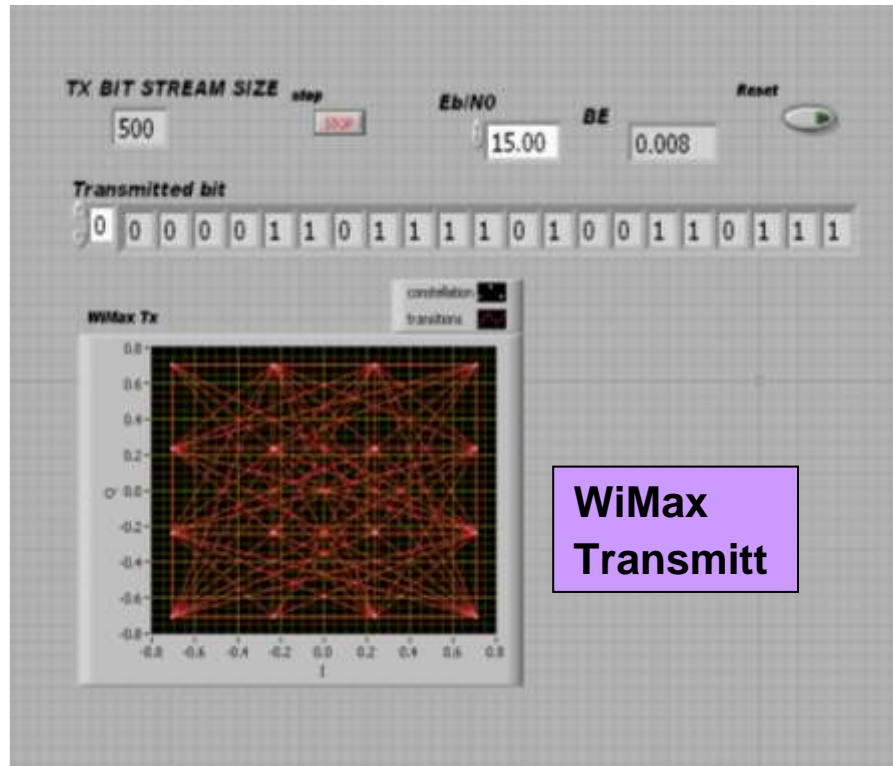 TX BIT STREAM SIZE
stop
Eb/N0
BE
Reset
500
STOP
15.00
0.008
Transmitted bit
0 0 0 0 0 1 1 0 1 1 1 1 0 1 0 0 1 1 0 1 1 1
constellation
transitions
WiMax Tx
0.8
0.6
0.4
0.2
0.0
-0.2
-0.4
-0.6
-0.8
Q
-0.8 -0.6 -0.4 -0.2 0.0 0.2 0.4 0.6 0.8
I
WiMax
Transmitt